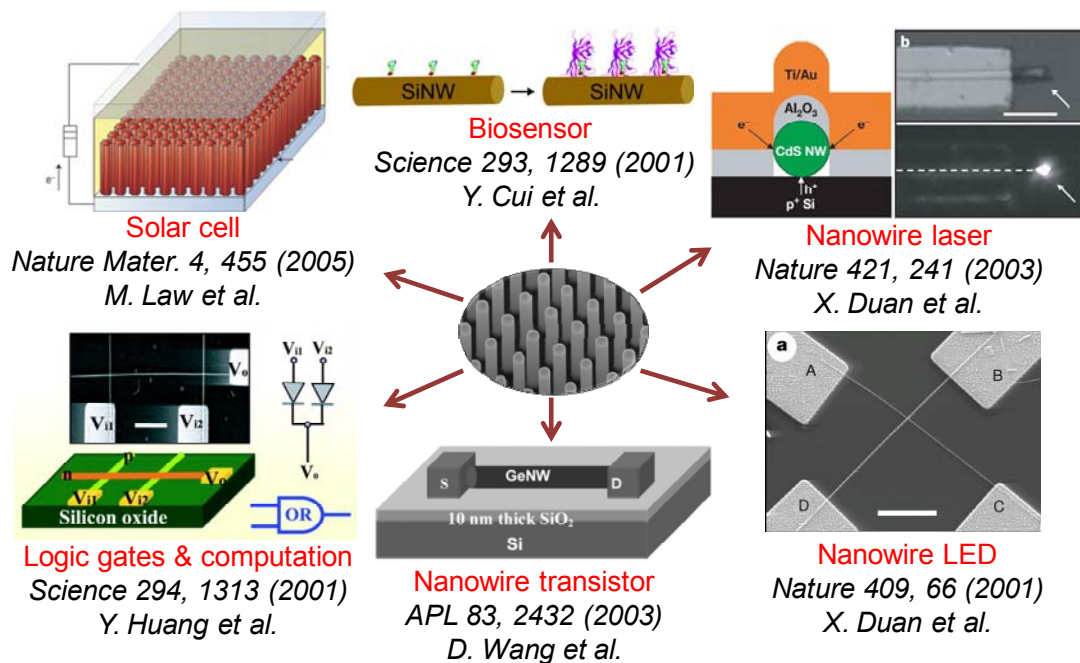 e⁻
Solar cell
Nature Mater. 4, 455 (2005)
M. Law et al.
SiNW
SiNW
Biosensor
Science 293, 1289 (2001)
Y. Cui et al.
Ti/Au
Al₂O₃
e⁻
e⁻
CdS NW
h⁺
p⁺ Si
b
Nanowire laser
Nature 421, 241 (2003)
X. Duan et al.
Vₒ
Vi1
Vi2
Vi1 Vi2
Vₒ
p
n
Vₒ
Vi1
Vi2
Silicon oxide
OR
Logic gates & computation
Science 294, 1313 (2001)
Y. Huang et al.
S
GeNW
D
10 nm thick SiO₂
Si
Nanowire transistor
APL 83, 2432 (2003)
D. Wang et al.
a
A
B
D
C
Nanowire LED
Nature 409, 66 (2001)
X. Duan et al.